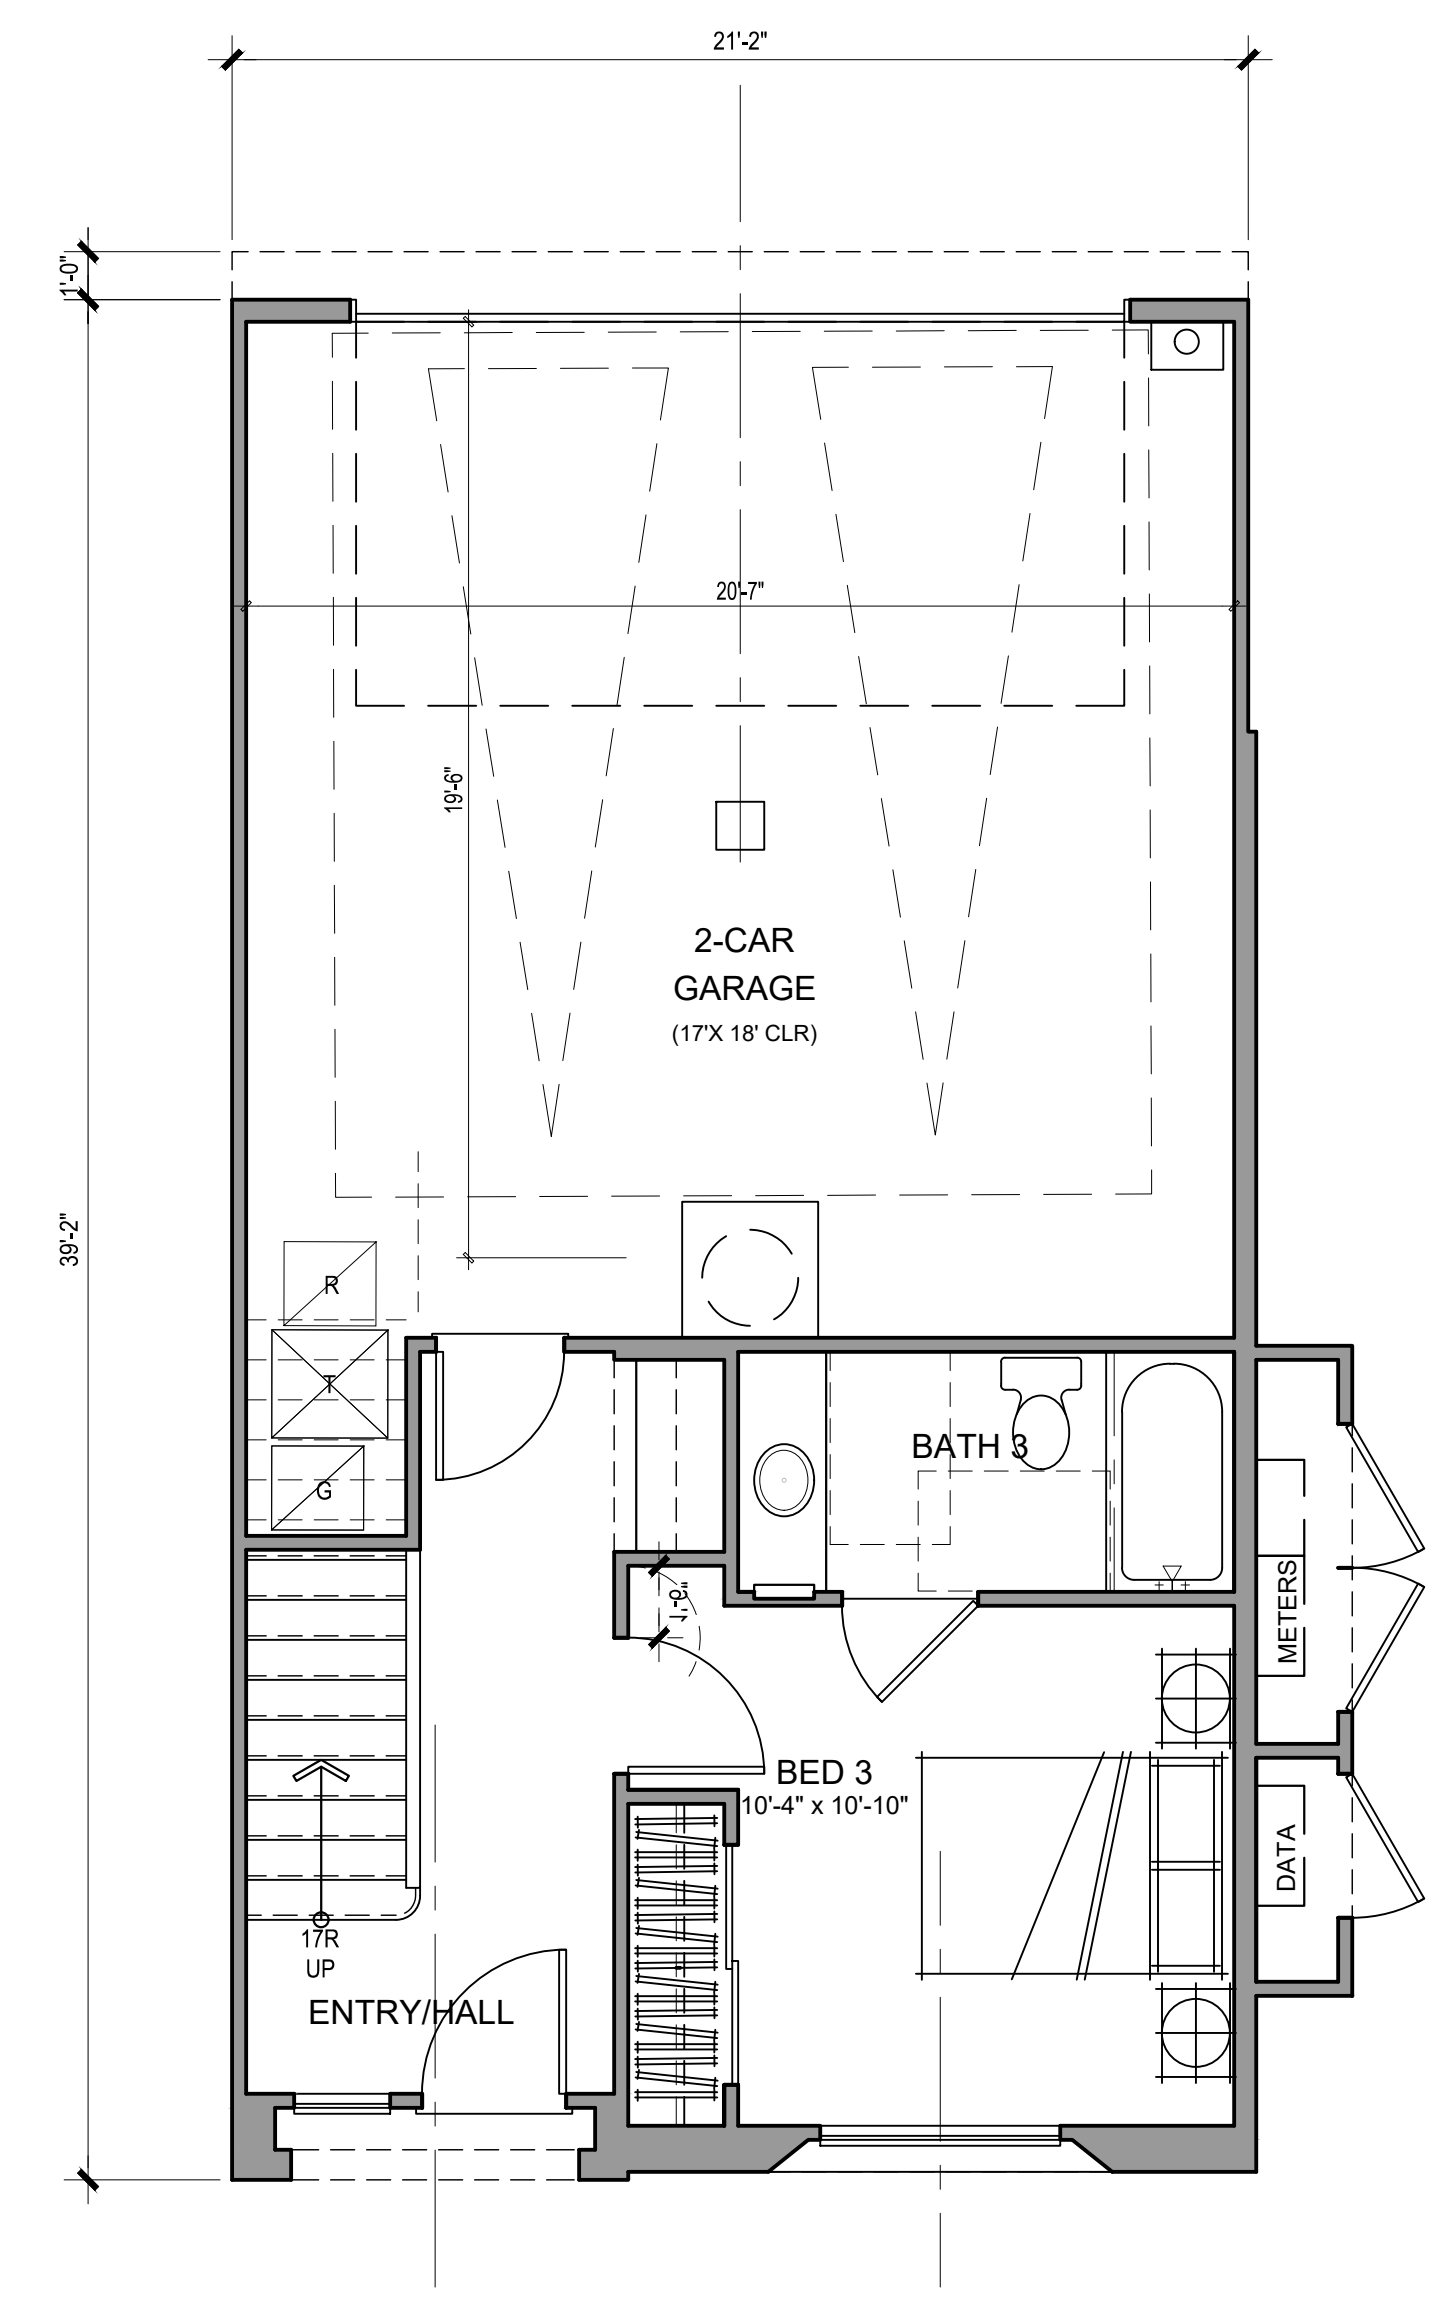 21'-2"
1'-0"
20'-7"
19'-6"
2-CAR
GARAGE
(17'X 18' CLR)
39'-2"
R
T
G
BATH 3
METERS
1'-6"
BED 3
10'-4" x 10'-10"
DATA
17R
UP
ENTRY/HALL